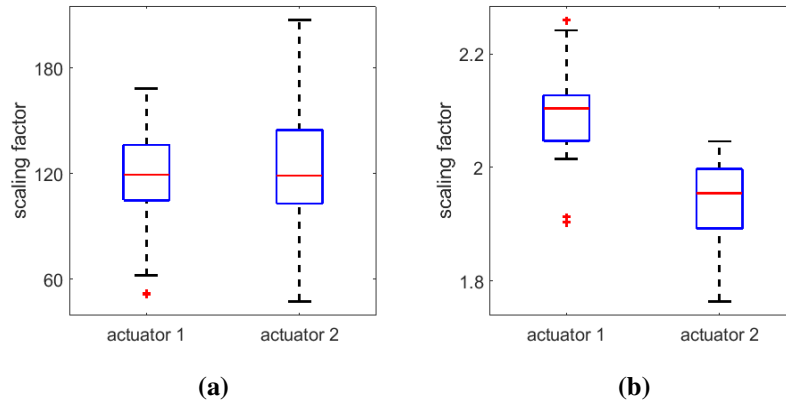 scaling factor
180
120
60
actuator 1 actuator 2
(a)
scaling factor
2.2
2
1.8
actuator 1 actuator 2
(b)